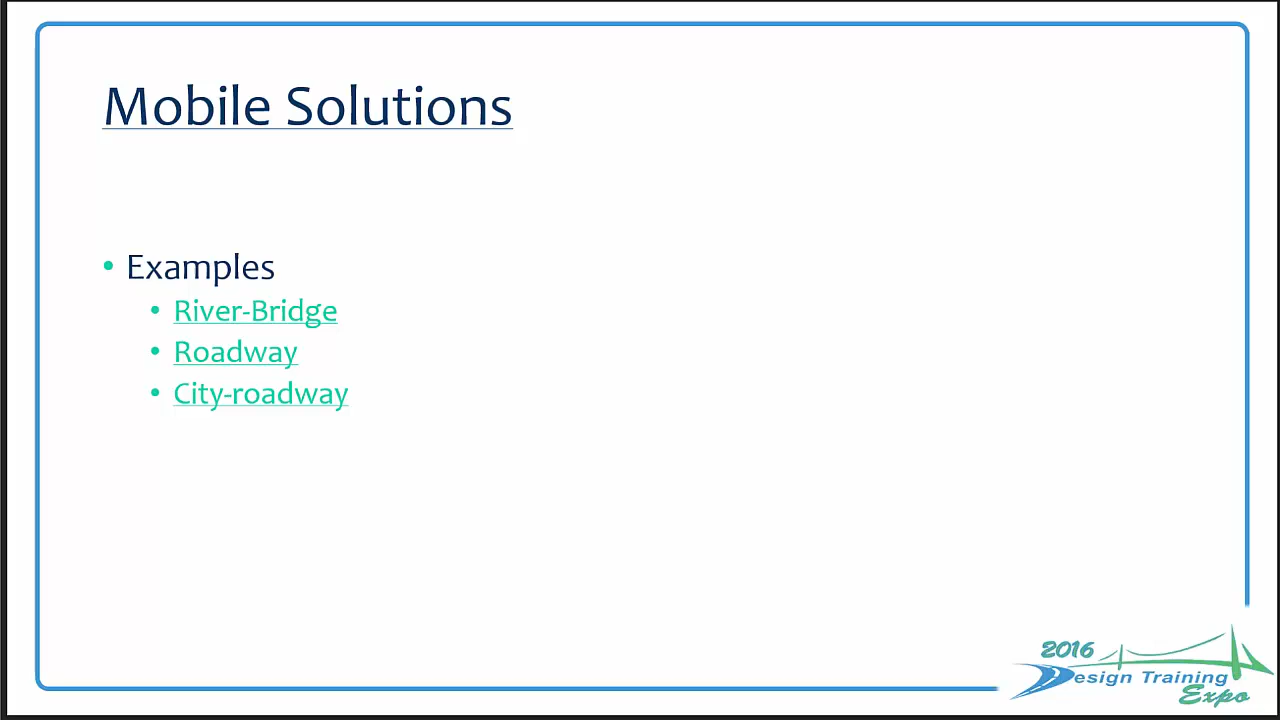 Mobile Solutions
• Examples
• River-Bridge
• Roadway
• City-roadway
2016
Design Training
Expo